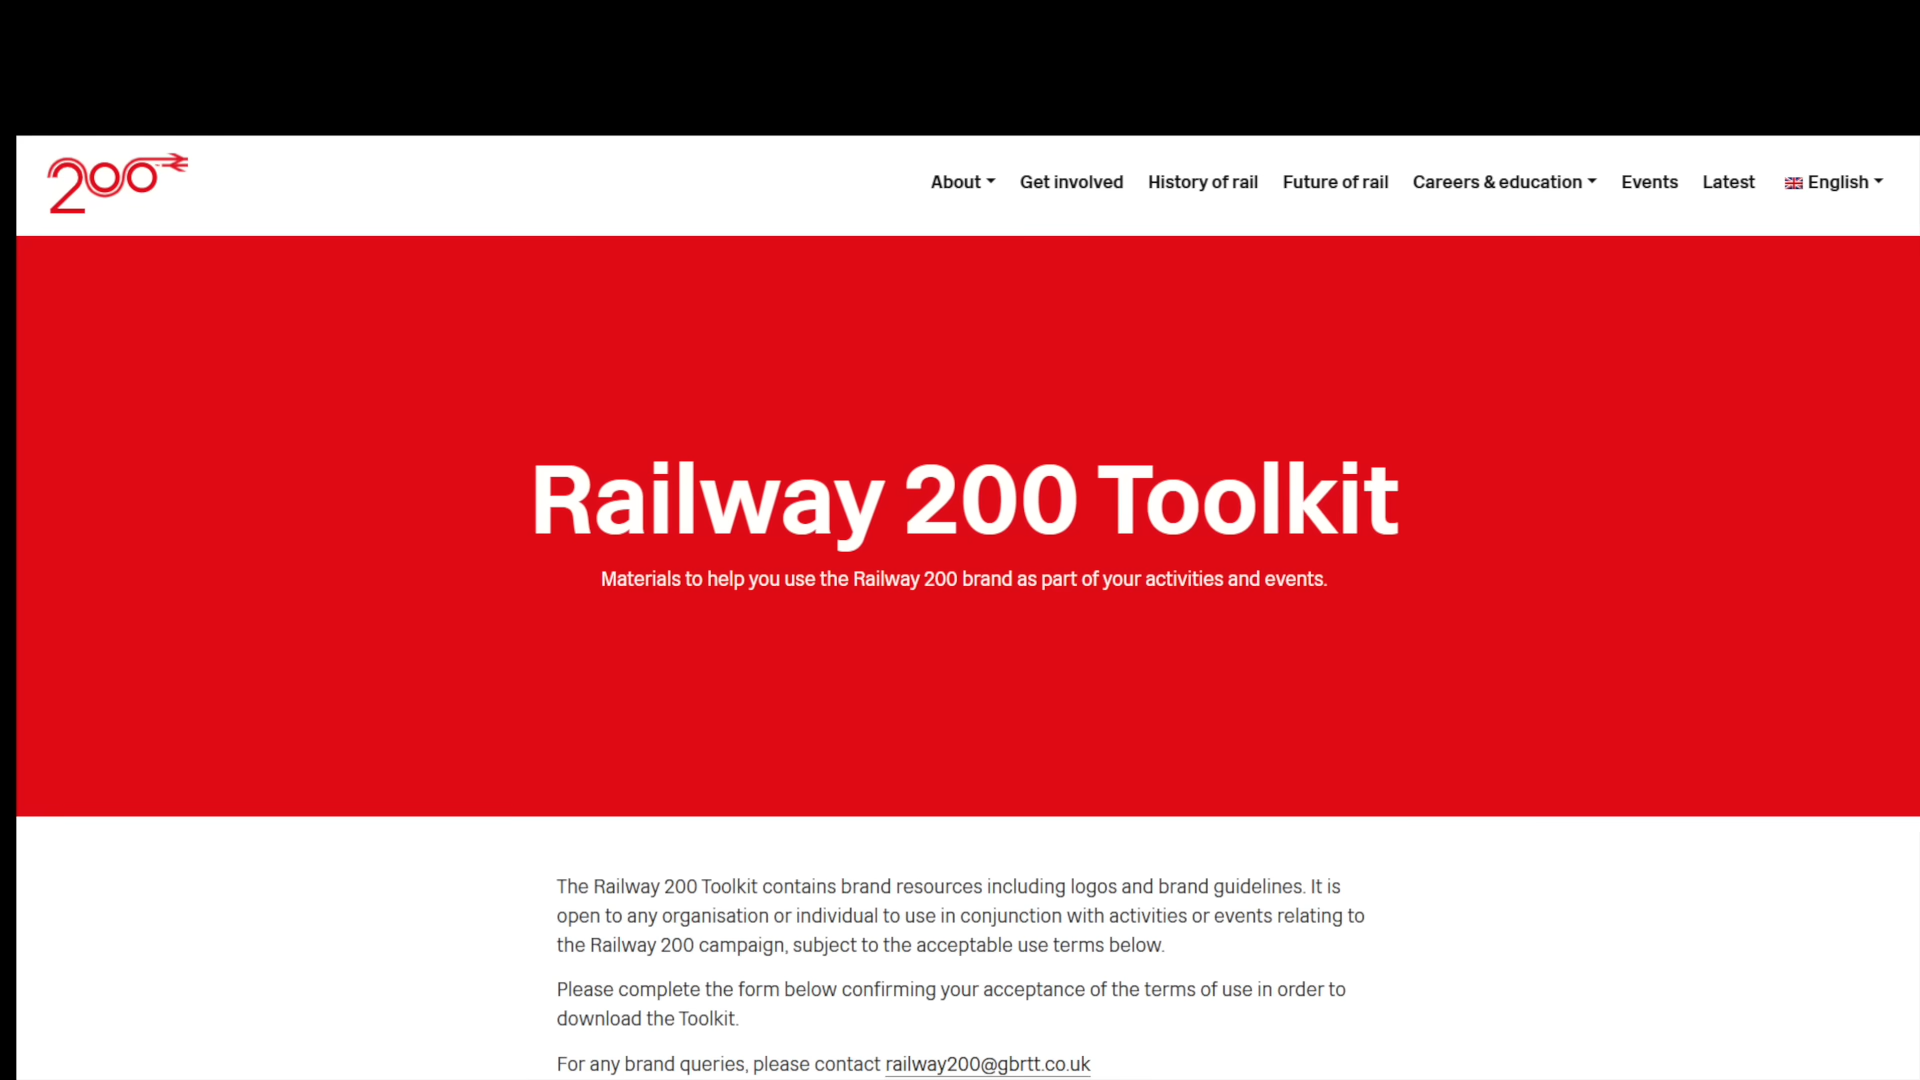 200
About Get involved History of rail Future of rail Careers & education Events Latest English
Railway 200 Toolkit
Materials to help you use the Railway 200 brand as part of your activities and events.
The Railway 200 Toolkit contains brand resources including logos and brand guidelines. It is
open to any organisation or individual to use in conjunction with activities or events relating to
the Railway 200 campaign, subject to the acceptable use terms below.
Please complete the form below confirming your acceptance of the terms of use in order to
download the Toolkit.
For any brand queries, please contact railway200@gbrtt.co.uk